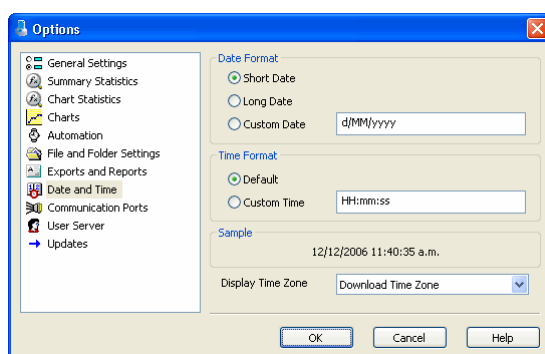 Options
General Settings
Summary Statistics
Chart Statistics
Charts
Automation
File and Folder Settings
Exports and Reports
Date and Time
Communication Ports
User Server
Updates
Date Format
Short Date
Long Date
Custom Date d/MM/yyyy
Time Format
Default
Custom Time HH:mm:ss
Sample
12/12/2006 11:40:35 a.m.
Display Time Zone Download Time Zone
OK Cancel Help